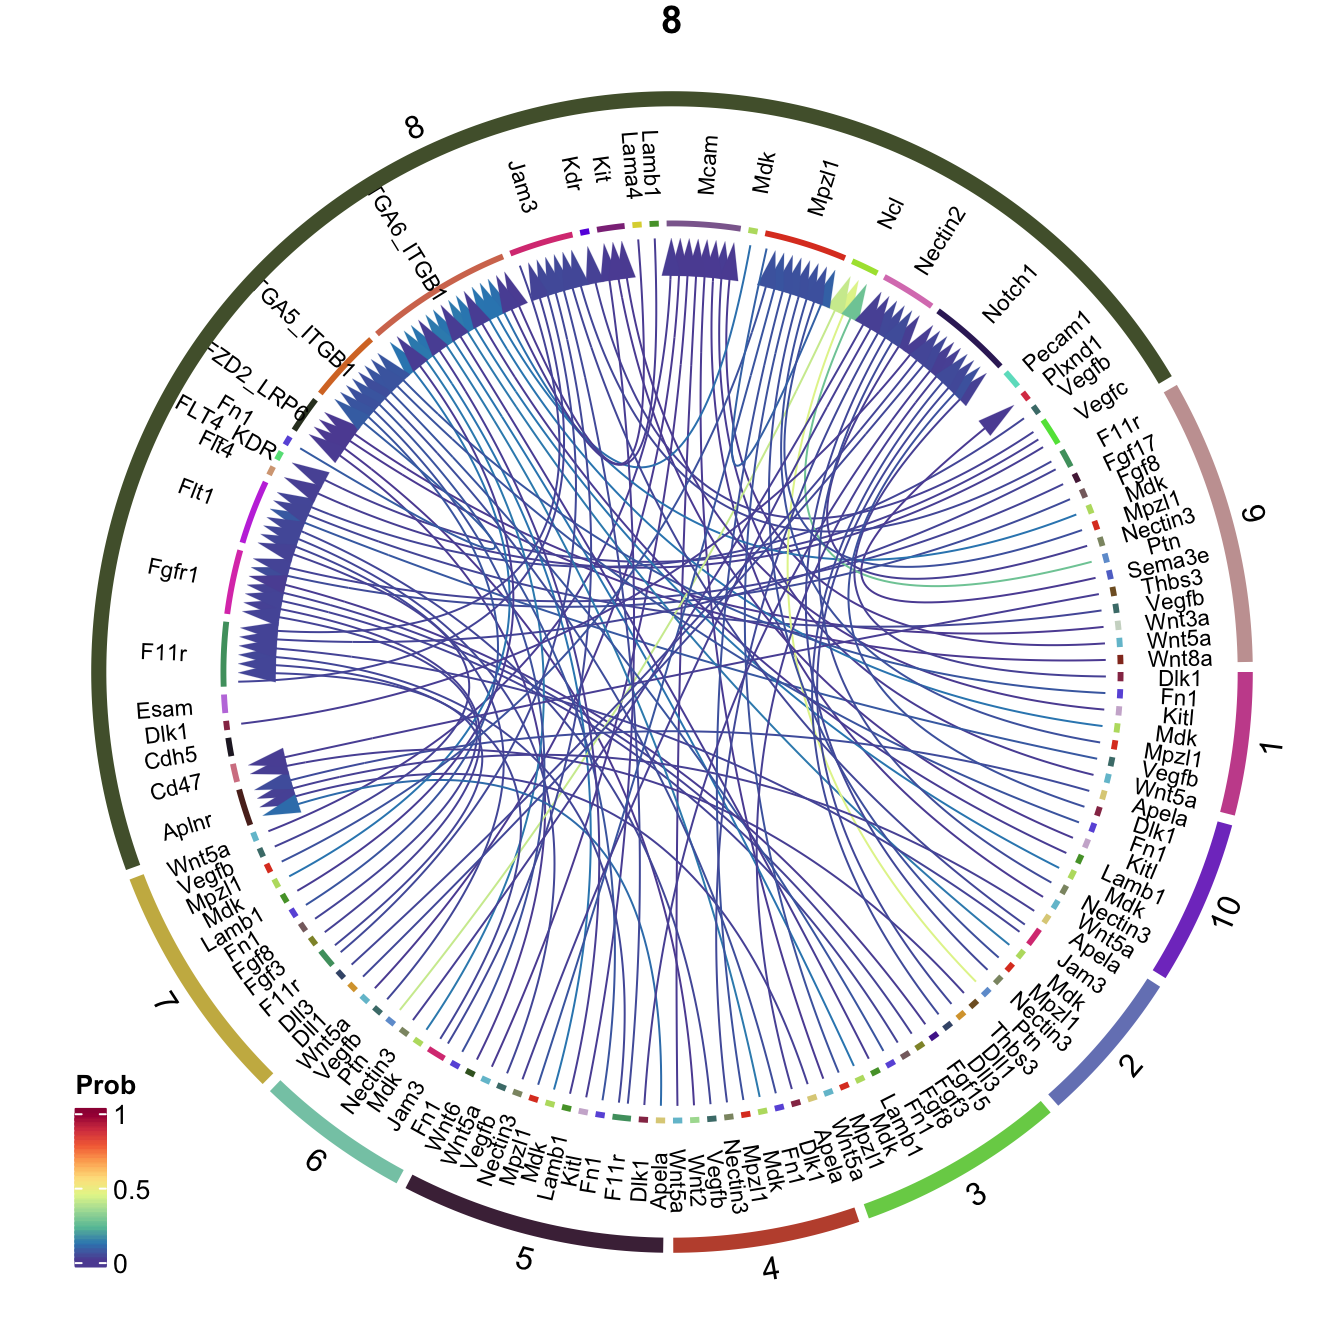 8
8
Aplnr
Cd47
Cdh5
Dlk1
Esam
F11r
Fgfr1
Flt1
Flt4
FLT4_KDR
Fn1
FZD2_LRP6
TGA5_ITGB1
TGA6_ITGB1
Jam3
Kdr
Kit
Lama4
Lamb1
Mcam
Mdk
Mpzl1
Ncl
Nectin2
Notch1
Pecam1
Plxnd1
Vegfb
Vegfc
9
F11r
Fgf17
Fgf8
Mdk
Mpzl1
Nectin3
Ptn
Sema3e
Thbs3
Vegfb
Wnt3a
Wnt5a
Wnt8a
1
Dlk1
Fn1
Kitl
Mdk
Mpzl1
Vegfb
Wnt5a
10
Apela
Dlk1
Fn1
Kitl
Lamb1
Mdk
Nectin3
Wnt5a
2
Apela
Jam3
Mdk
Mpzl1
Nectin3
Ptn
Thbs3
3
Dll1
Dll3
Fgf15
Fgf3
Fgf8
Fn1
Lamb1
Mdk
Mpzl1
Wnt5a
4
Apela
Dlk1
Fn1
Mdk
Mpzl1
Nectin3
Vegfb
Wnt2
Wnt5a
5
Apela
Dlk1
F11r
Fn1
Kitl
Lamb1
Mdk
Mpzl1
Nectin3
Vegfb
Wnt5a
Wnt6
6
Fn1
Jam3
Mdk
Nectin3
Ptn
Vegfb
Wnt5a
7
Dll1
Dll3
F11r
Fgf3
Fgf8
Fn1
Lamb1
Mdk
Mpzl1
Vegfb
Wnt5a
Prob
1
0.5
0